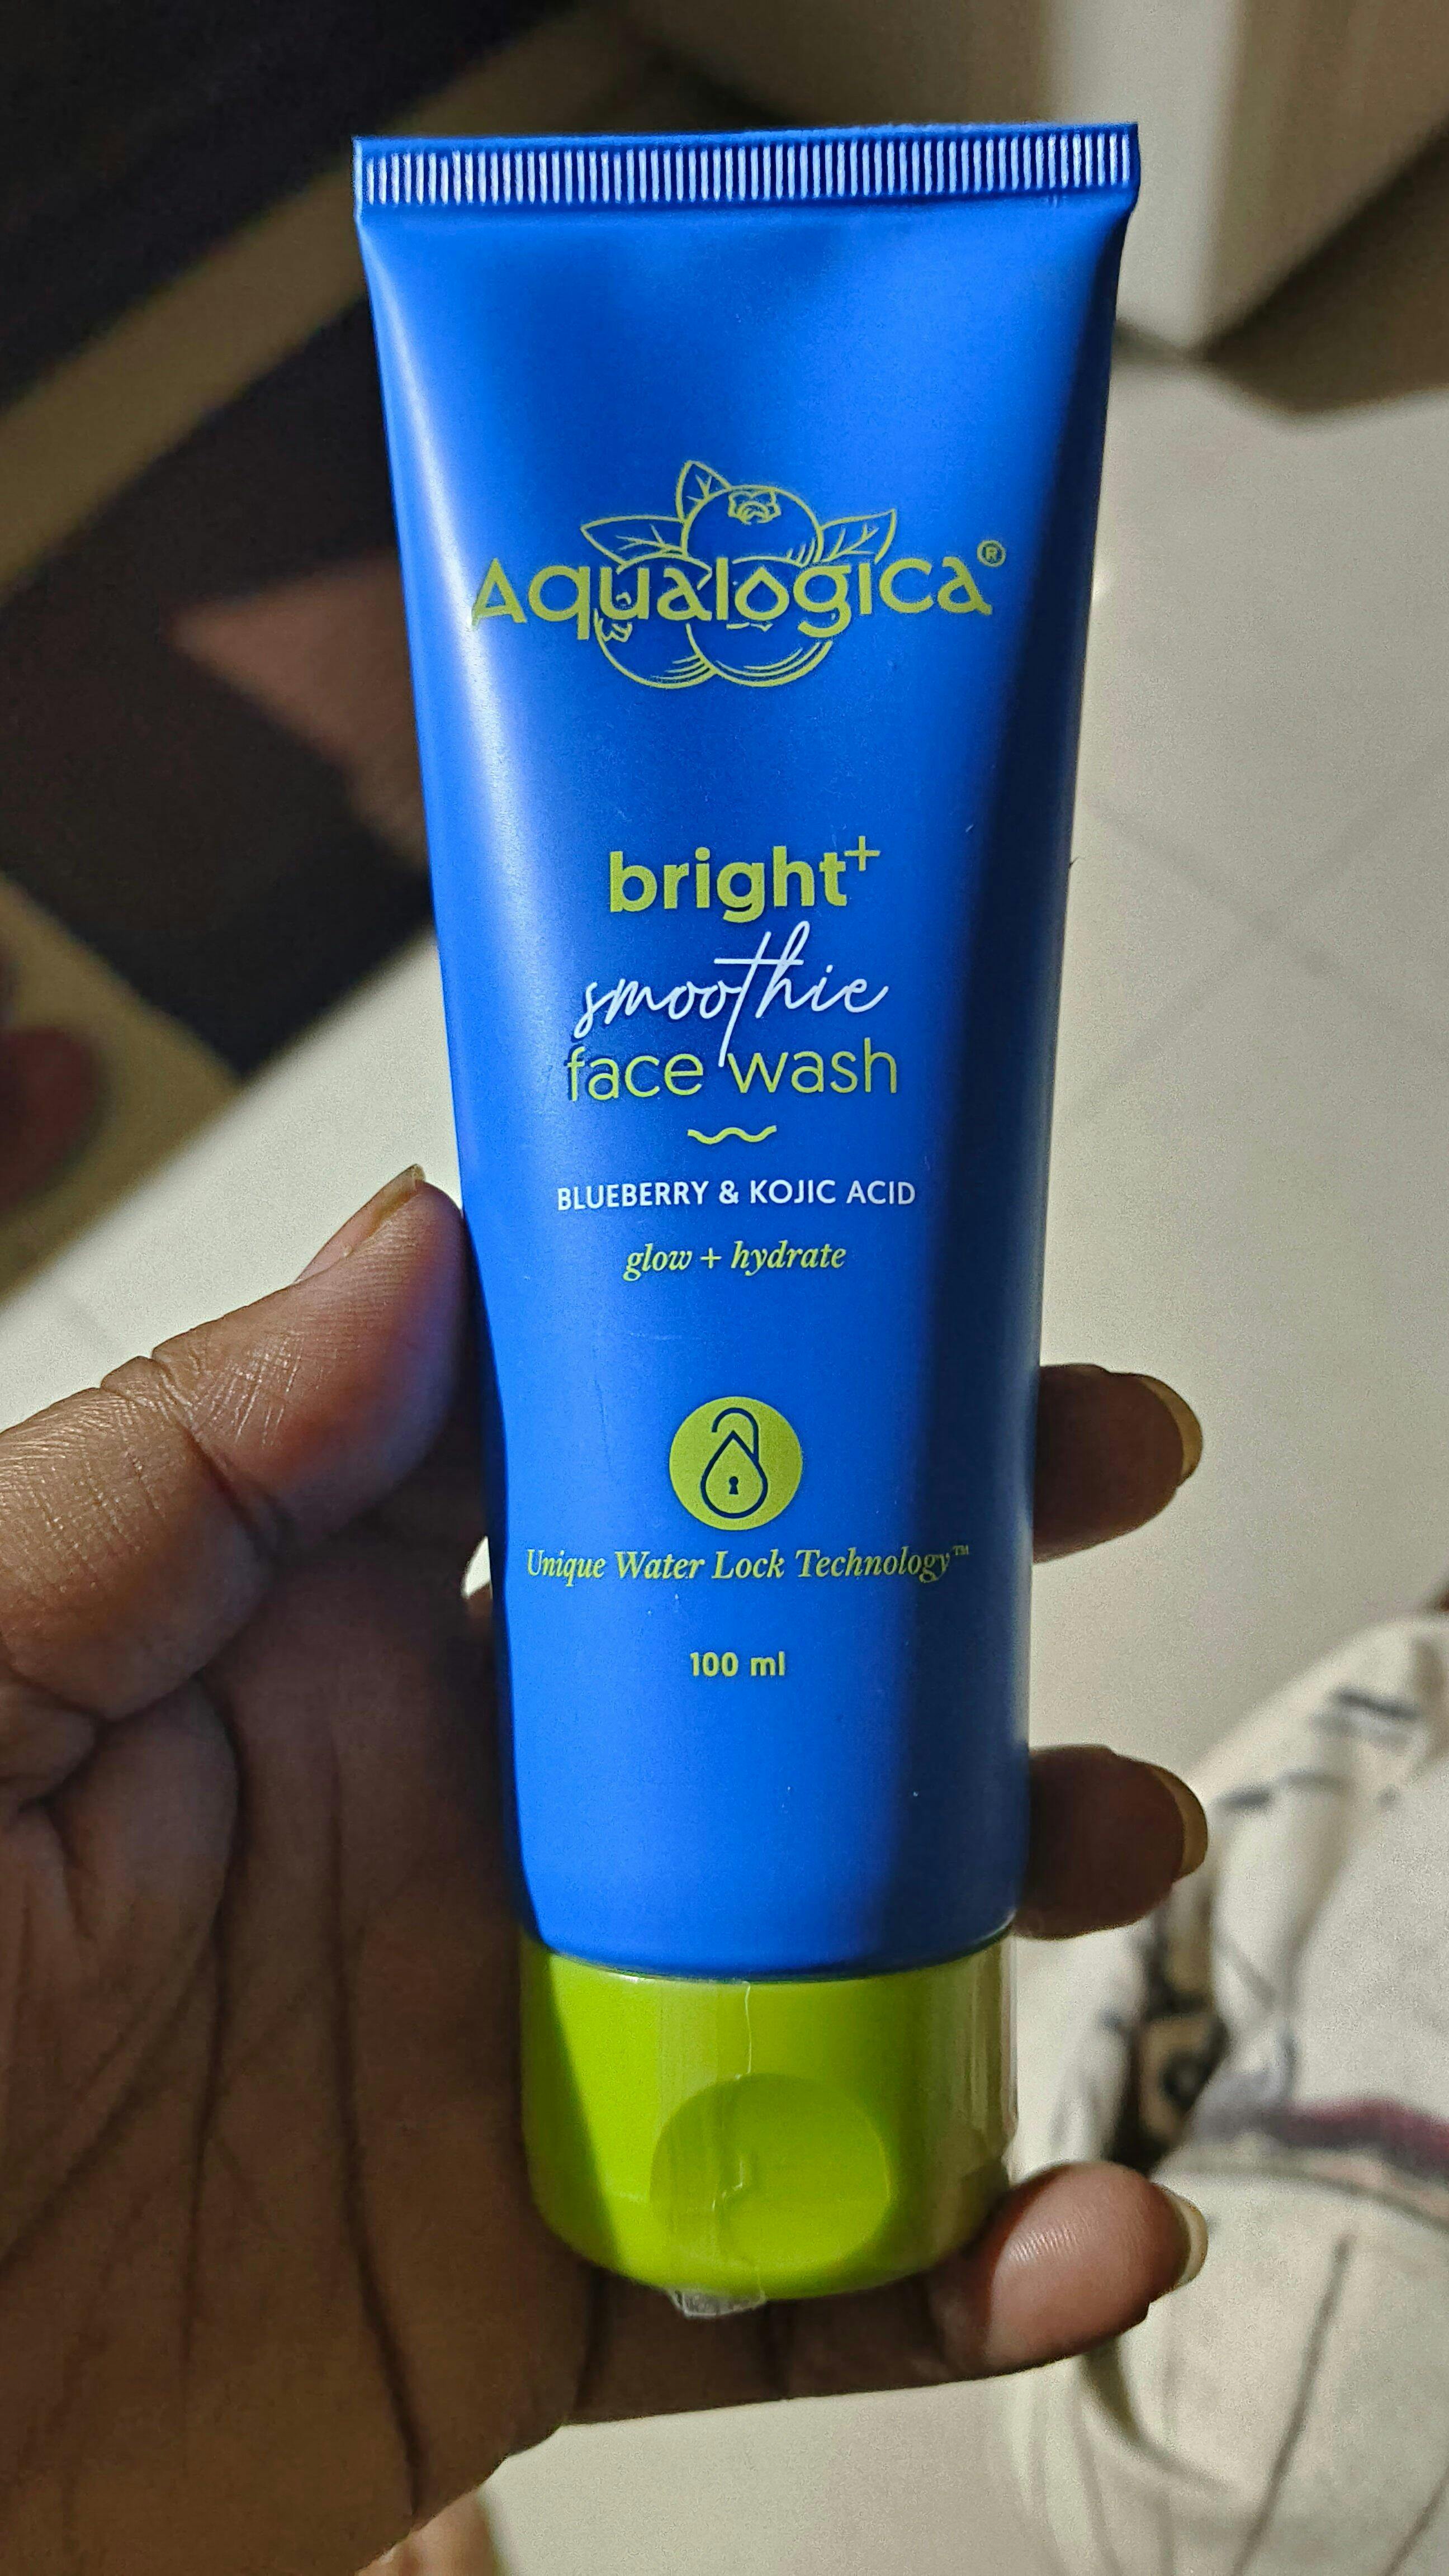 Aqualogica®
bright+
smoothie
face wash
BLUEBERRY & KOJIC ACID
glow + hydrate
Unique Water Lock Technology™
100 ml